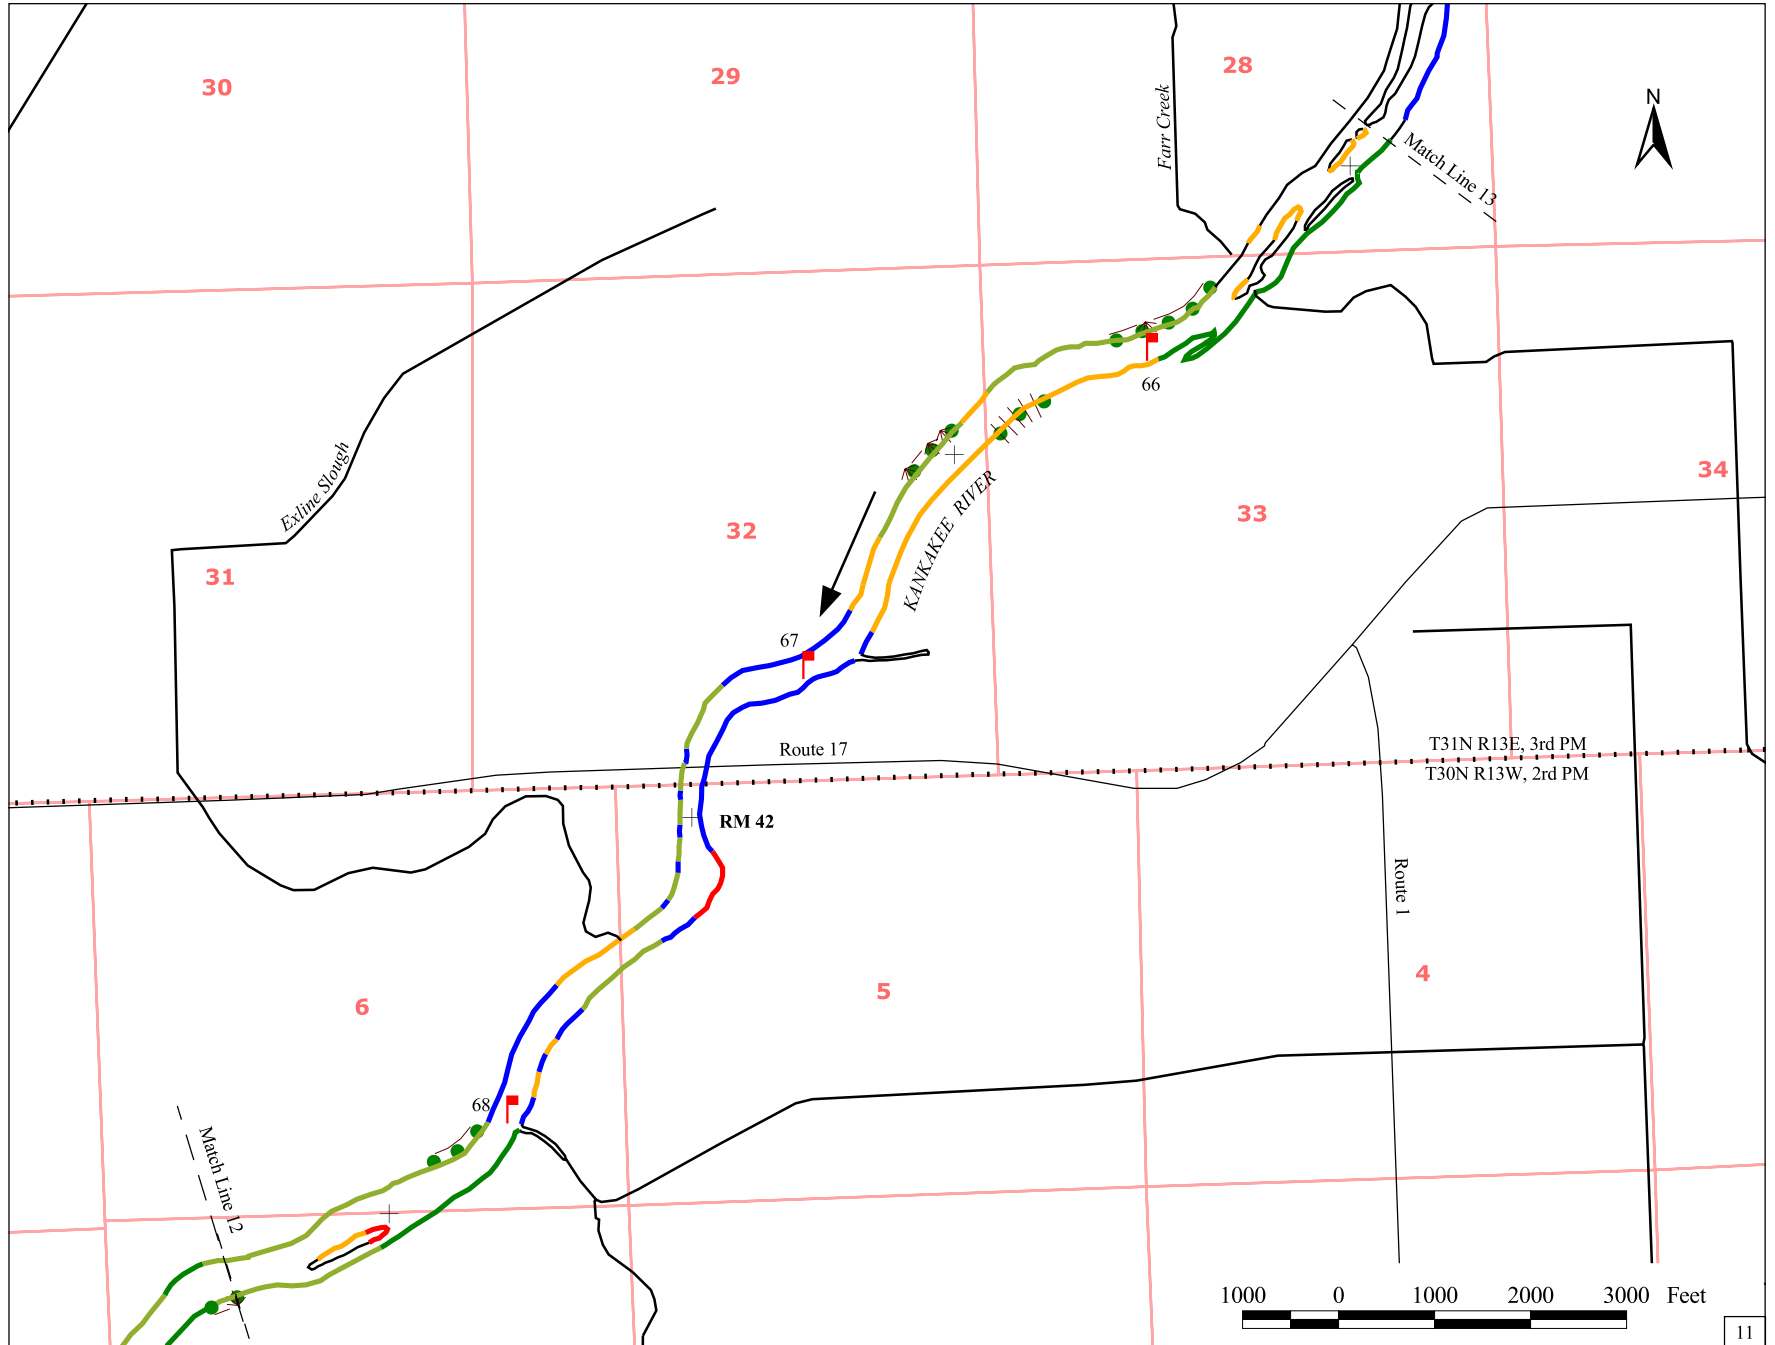 30
29
28
N
Farr Creek
Match Line 13
66
Exline Slough
34
KANKAKEE RIVER
33
32
31
67
Route 17
T31N R13E, 3rd PM
T30N R13W, 2rd PM
RM 42
Route 1
4
5
6
68
Match Line 12
1000 0 1000 2000 3000 Feet
11